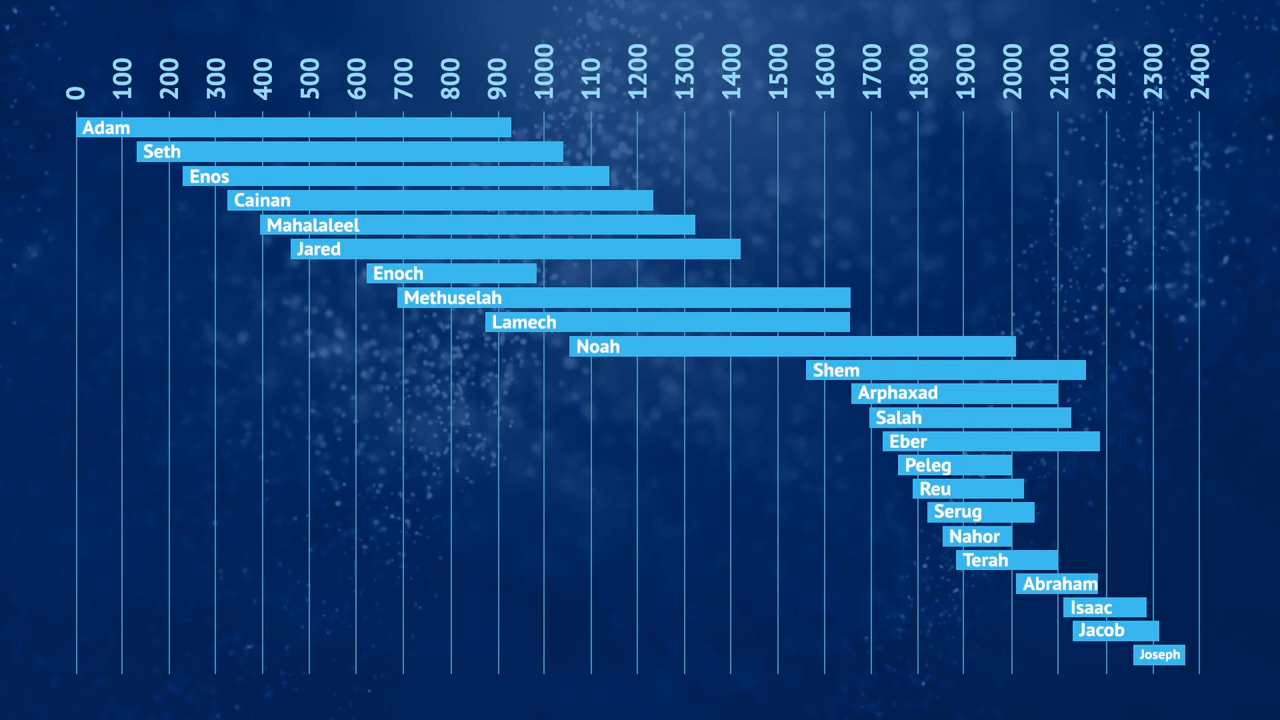 0 100 200 300 400 500 600 700 800 900 1000 110 1200 1300 1400 1500 1600 1700 1800 1900 2000 2100 2200 2300 2400
Adam
Seth
Enos
Cainan
Mahalaleel
Jared
Enoch
Methuselah
Lamech
Noah
Shem
Arphaxad
Salah
Eber
Peleg
Reu
Serug
Nahor
Terah
Abraham
Isaac
Jacob
Joseph